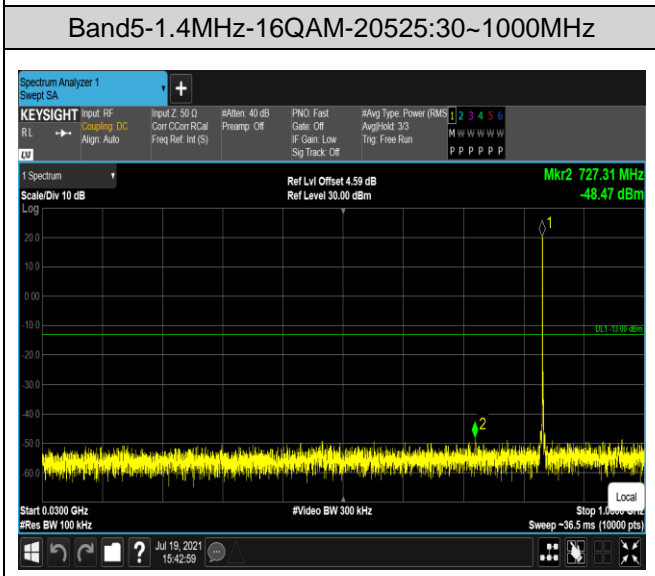 Band5-1.4MHz-16QAM-20525:30~1000MHz
Spectrum Analyzer 1
Swept SA
+
KEYSIGHT Input: RF Input Z: 50 Ω #Atten: 40 dB PNO: Fast #Avg Type: Power (RMS 1 2 3 4 5 6
RL Coupling: DC Corr CCorr RCal Preamp: Off Gate: Off Avg|Hold: 3/3 M W W W W W
Align: Auto Freq Ref: Int (S) IF Gain: Low Trig: Free Run
LXI Sig Track: Off P P P P P P
1 Spectrum Ref Lvl Offset 4.59 dB Mkr2 727.31 MHz
Scale/Div 10 dB Ref Level 30.00 dBm -48.47 dBm
Log
1
20.0
10.0
0.00
-10.0
DL1 -13.00 dBm
-20.0
-30.0
-40.0
2
-50.0
-60.0
Local
Start 0.0300 GHz #Video BW 300 kHz Stop
#Res BW 100 kHz Sweep ~36.5 ms (10000 pts)
? Jul 19, 2021
15:42:59